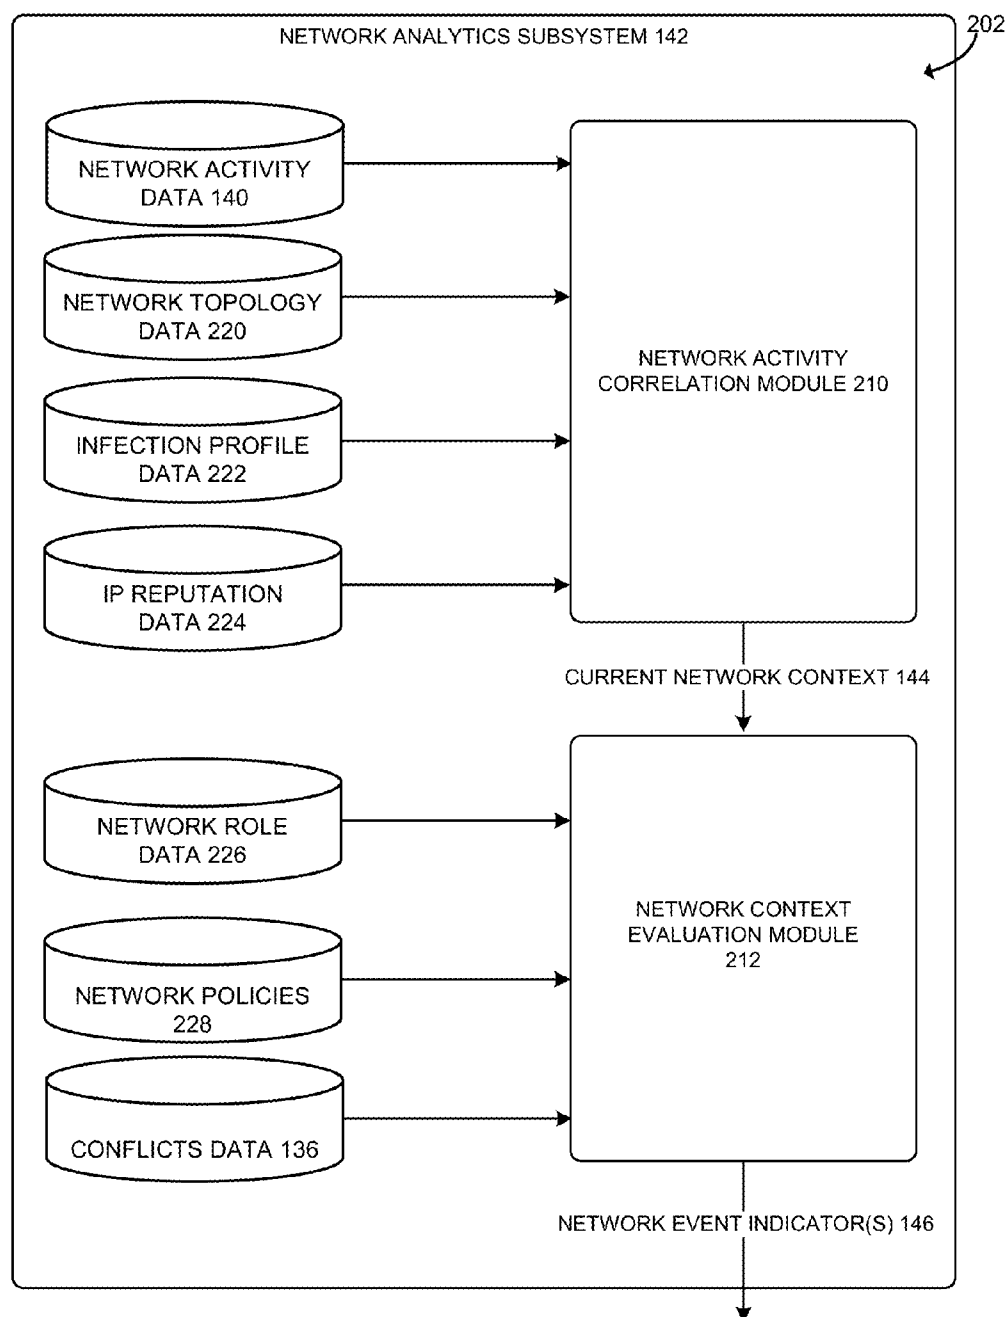 NETWORK ANALYTICS SUBSYSTEM 142
202
NETWORK ACTIVITY
DATA 140
NETWORK TOPOLOGY
DATA 220
INFECTION PROFILE
DATA 222
IP REPUTATION
DATA 224
NETWORK ACTIVITY
CORRELATION MODULE 210
CURRENT NETWORK CONTEXT 144
NETWORK ROLE
DATA 226
NETWORK POLICIES
228
CONFLICTS DATA 136
NETWORK CONTEXT
EVALUATION MODULE
212
NETWORK EVENT INDICATOR(S) 146